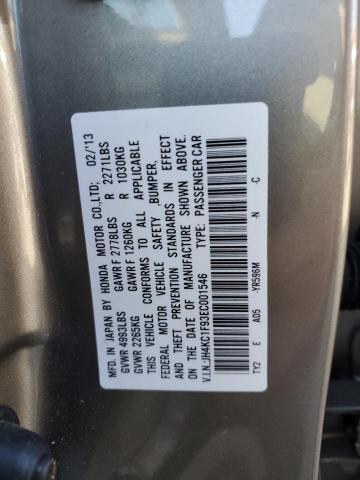 MFD. IN JAPAN BY HONDA MOTOR CO.,LTD; 02/'13
GVWR 4993LBS GAWR F 2778LBS R 2271LBS
GVWR 2265KG GAWR F 1260KG R 1030KG
THIS VEHICLE CONFORMS TO ALL APPLICABLE
FEDERAL MOTOR VEHICLE SAFETY ,BUMPER,
AND THEFT PREVENTION STANDARDS IN EFFECT
ON THE DATE OF MANUFACTURE SHOWN ABOVE.
V.I.N.:JH4KC1F93EC001546 TYPE: PASSENGER CAR
TY2 E AD5 -YR596M -N -C